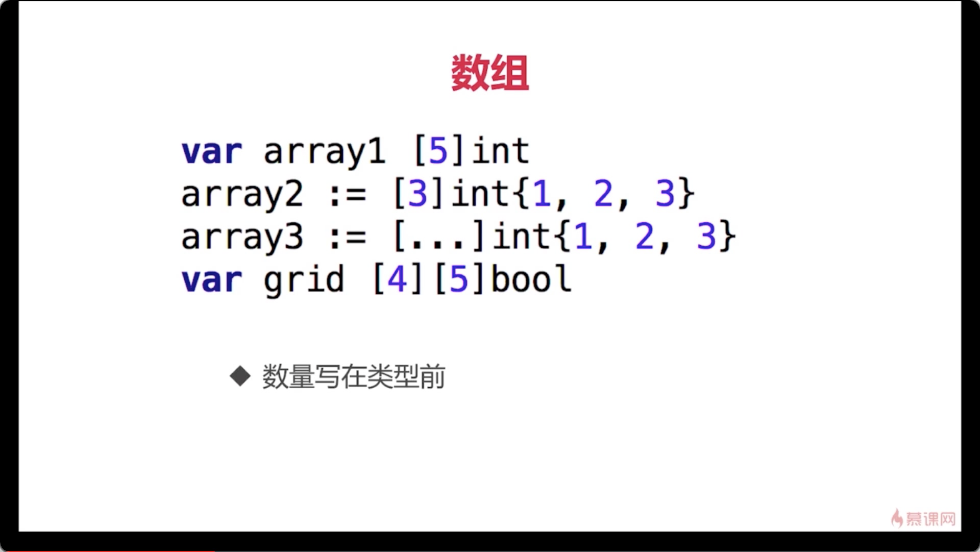 数组
var array1 [5]int
array2 := [3]int{1, 2, 3}
array3 := [...]int{1, 2, 3}
var grid [4][5]bool
◆ 数量写在类型前
慕课网